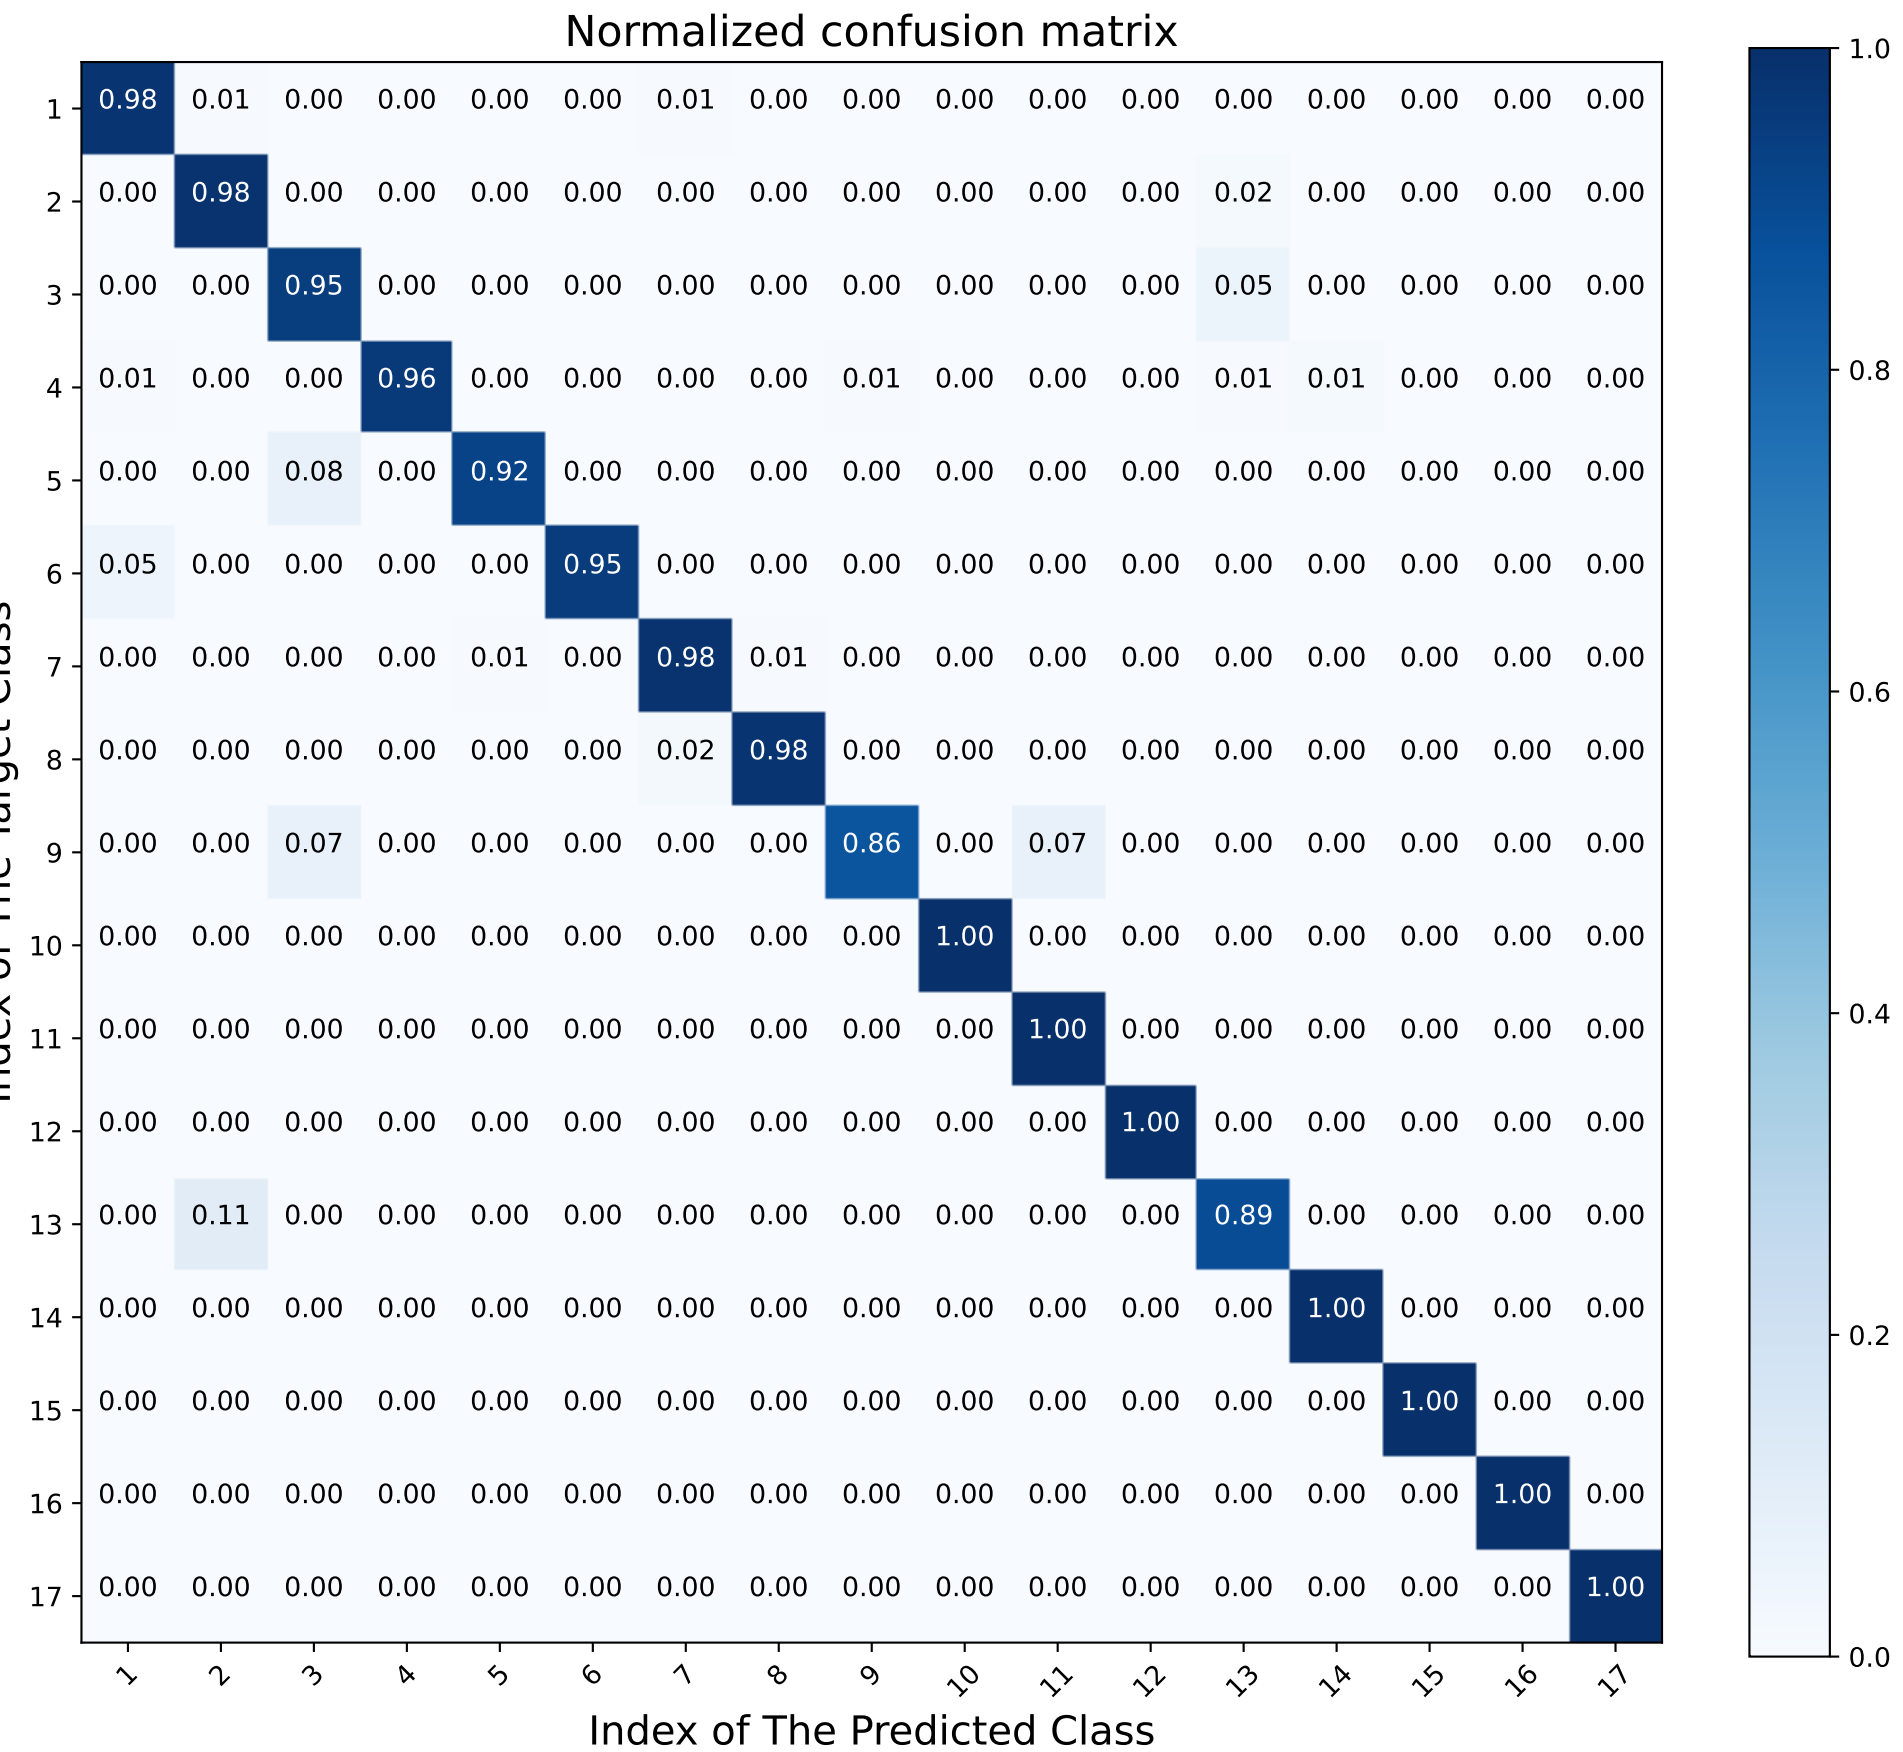 Normalized confusion matrix
1 0.98 0.01 0.00 0.00 0.00 0.00 0.01 0.00 0.00 0.00 0.00 0.00 0.00 0.00 0.00 0.00 0.00
2 0.00 0.98 0.00 0.00 0.00 0.00 0.00 0.00 0.00 0.00 0.00 0.00 0.02 0.00 0.00 0.00 0.00
3 0.00 0.00 0.95 0.00 0.00 0.00 0.00 0.00 0.00 0.00 0.00 0.00 0.05 0.00 0.00 0.00 0.00
4 0.01 0.00 0.00 0.96 0.00 0.00 0.00 0.00 0.01 0.00 0.00 0.00 0.01 0.01 0.00 0.00 0.00
5 0.00 0.00 0.08 0.00 0.92 0.00 0.00 0.00 0.00 0.00 0.00 0.00 0.00 0.00 0.00 0.00 0.00
6 0.05 0.00 0.00 0.00 0.00 0.95 0.00 0.00 0.00 0.00 0.00 0.00 0.00 0.00 0.00 0.00 0.00
7 0.00 0.00 0.00 0.00 0.01 0.00 0.98 0.01 0.00 0.00 0.00 0.00 0.00 0.00 0.00 0.00 0.00
8 0.00 0.00 0.00 0.00 0.00 0.00 0.02 0.98 0.00 0.00 0.00 0.00 0.00 0.00 0.00 0.00 0.00
9 0.00 0.00 0.07 0.00 0.00 0.00 0.00 0.00 0.86 0.00 0.07 0.00 0.00 0.00 0.00 0.00 0.00
10 0.00 0.00 0.00 0.00 0.00 0.00 0.00 0.00 0.00 1.00 0.00 0.00 0.00 0.00 0.00 0.00 0.00
11 0.00 0.00 0.00 0.00 0.00 0.00 0.00 0.00 0.00 0.00 1.00 0.00 0.00 0.00 0.00 0.00 0.00
12 0.00 0.00 0.00 0.00 0.00 0.00 0.00 0.00 0.00 0.00 0.00 1.00 0.00 0.00 0.00 0.00 0.00
13 0.00 0.11 0.00 0.00 0.00 0.00 0.00 0.00 0.00 0.00 0.00 0.00 0.89 0.00 0.00 0.00 0.00
14 0.00 0.00 0.00 0.00 0.00 0.00 0.00 0.00 0.00 0.00 0.00 0.00 0.00 1.00 0.00 0.00 0.00
15 0.00 0.00 0.00 0.00 0.00 0.00 0.00 0.00 0.00 0.00 0.00 0.00 0.00 0.00 1.00 0.00 0.00
16 0.00 0.00 0.00 0.00 0.00 0.00 0.00 0.00 0.00 0.00 0.00 0.00 0.00 0.00 0.00 1.00 0.00
17 0.00 0.00 0.00 0.00 0.00 0.00 0.00 0.00 0.00 0.00 0.00 0.00 0.00 0.00 0.00 0.00 1.00
1 2 3 4 5 6 7 8 9 10 11 12 13 14 15 16 17
Index of The Predicted Class
Index of The Target Class
1.0
0.8
0.6
0.4
0.2
0.0